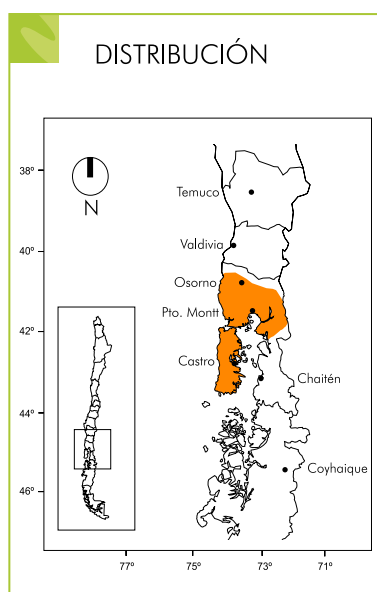 DISTRIBUCIÓN
38°
Temuco
N
Valdivia
40°
Osorno
Pto. Montt
42°
Castro
Chaitén
44°
Coyhaique
46°
77°
75°
73°
71°